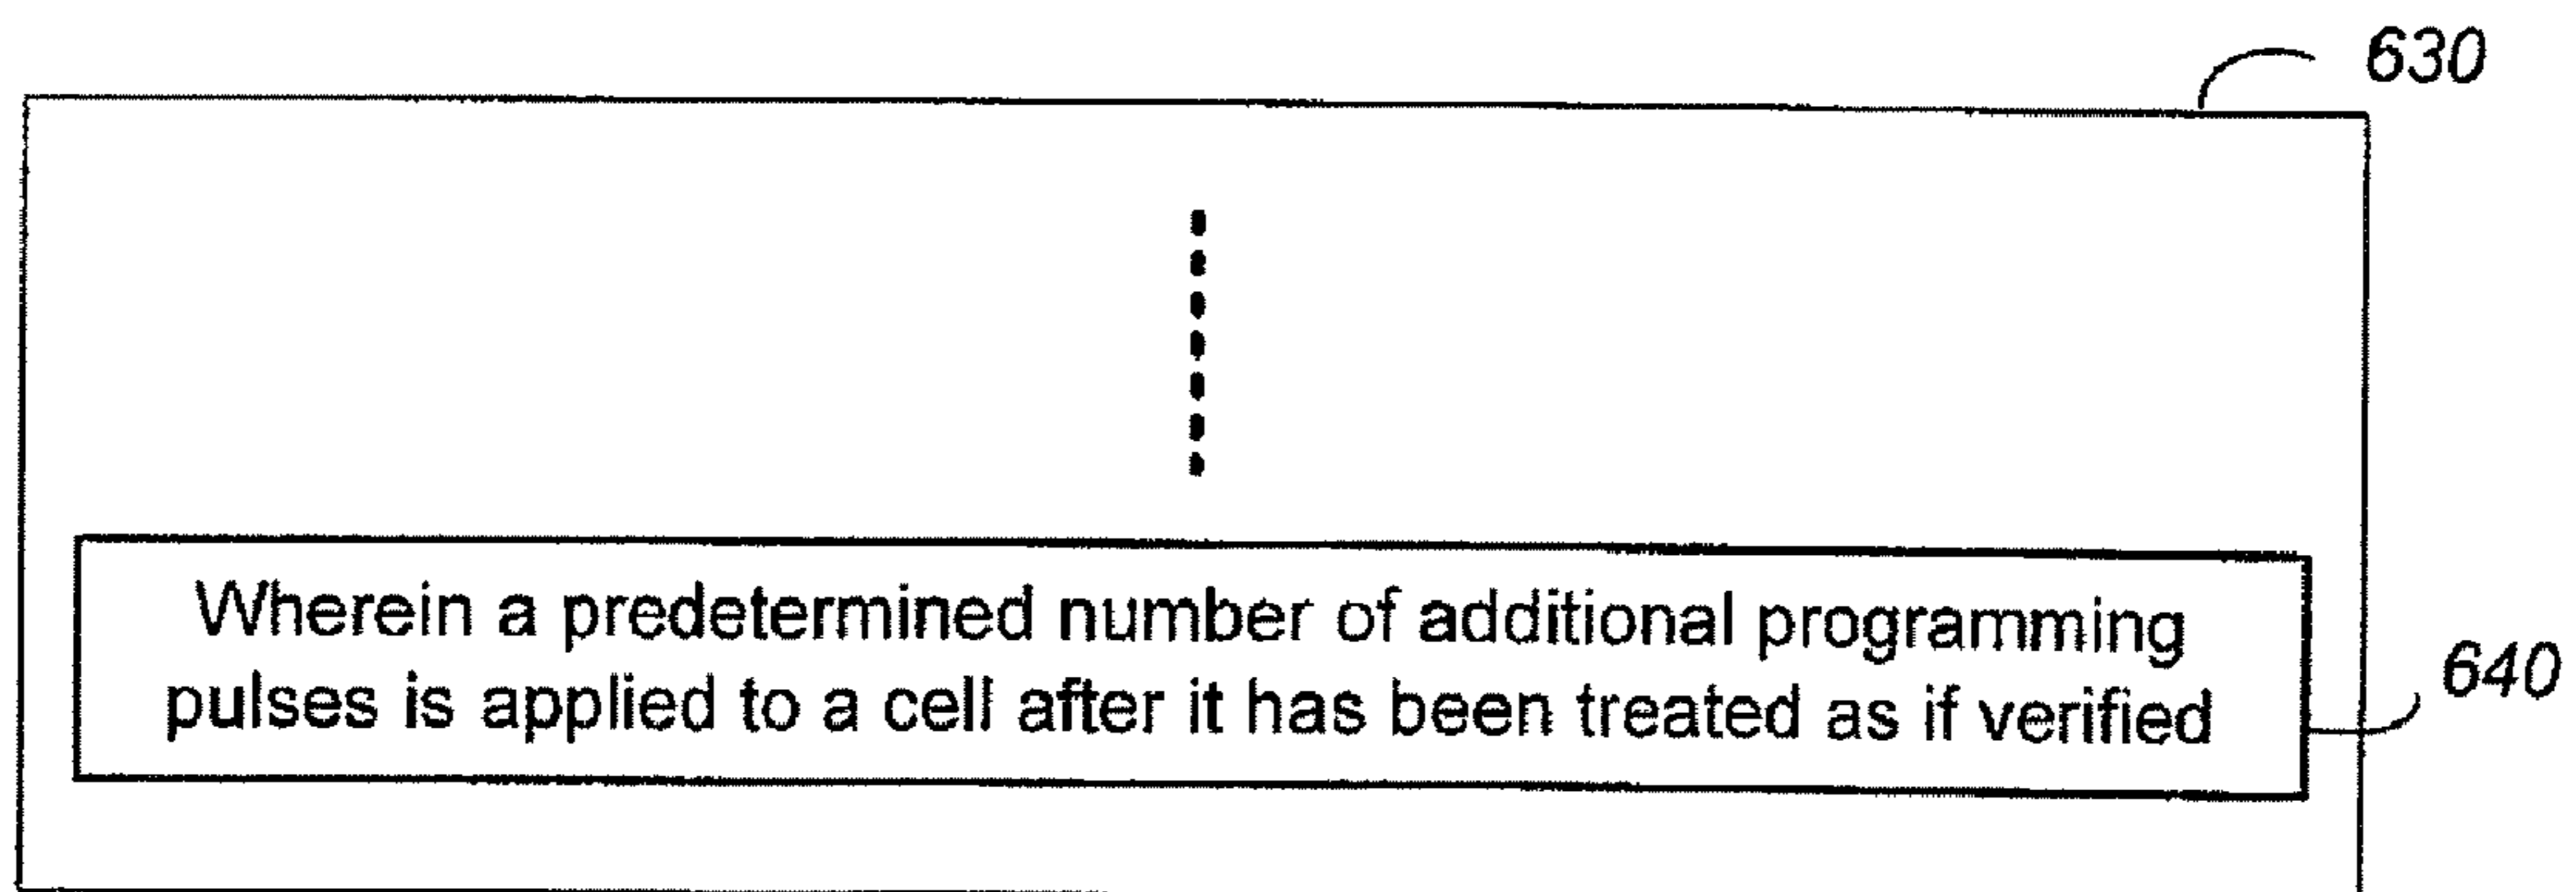 630
Wherein a predetermined number of additional programming
pulses is applied to a cell after it has been treated as if verified
640